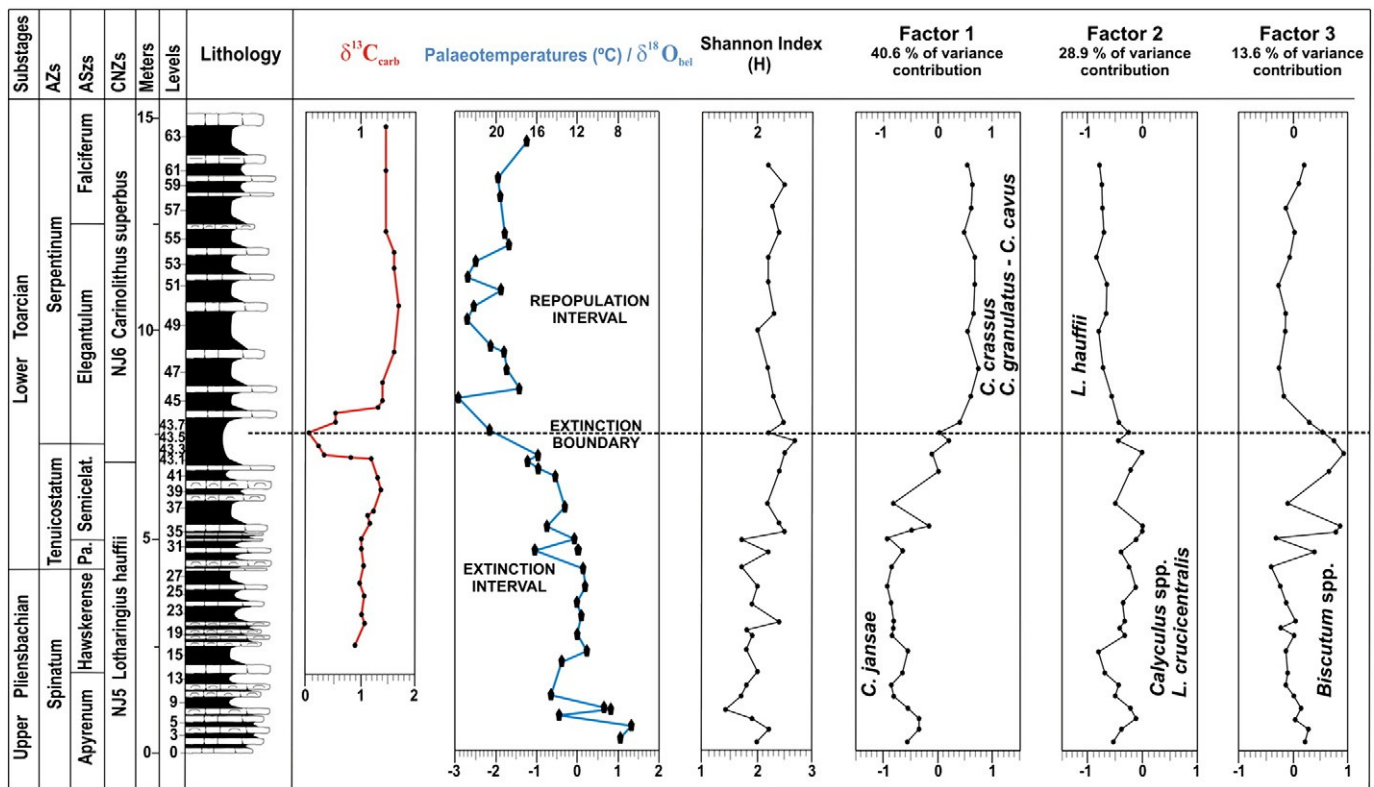 Substages
AZs
ASzs
CNZs
Meters
Levels
Lithology
δ13Ccarb
Palaeotemperatures (ºC) / δ18Obel
Shannon Index
(H)
Factor 1
40.6 % of variance
contribution
Factor 2
28.9 % of variance
contribution
Factor 3
13.6 % of variance
contribution
Upper Pliensbachian
Lower Toarcian
Spinatum
Tenuicostatum
Serpentinum
Apyrenum
Hawskerense
Pa.
Semicelat.
Elegantulum
Falciferum
NJ5 Lotharingius hauffii
NJ6 Carinolithus superbus
15
10
5
0
63
61
59
57
55
53
51
49
47
45
43.7
43.5
43.3
43.1
41
39
37
35
31
27
25
23
19
15
13
9
5
3
0
1
0 1 2
20 16 12 8
-3 -2 -1 0 1 2
REPOPULATION
INTERVAL
EXTINCTION
BOUNDARY
EXTINCTION
INTERVAL
2
1 2 3
-1 0 1
-1 0 1
C. jansae
C. crassus
C. granulatus - C. cavus
-1 0 1
-1 0 1
L. hauffii
Calyculus spp.
L. crucicentralis
0
-1 0 1
Biscutum spp.